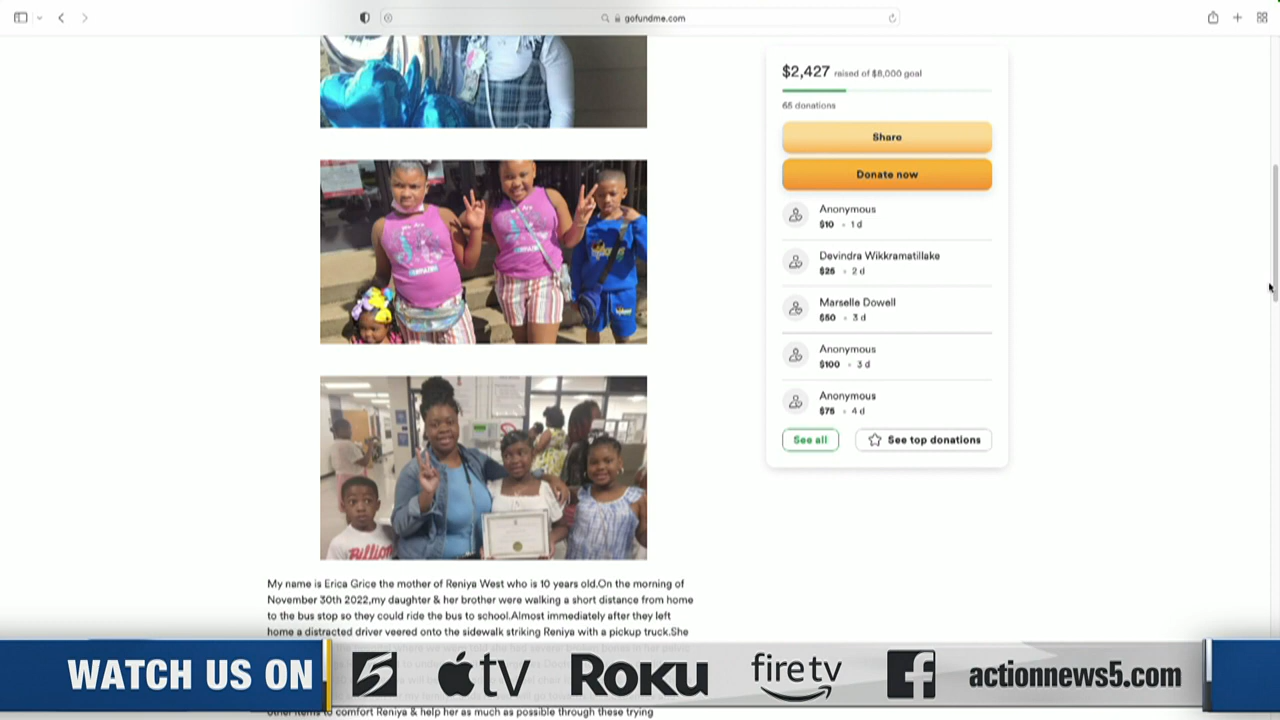 gofundme.com
$2,427 raised of $8,000 goal
65 donations
Share
Donate now
Anonymous
$10 • 1 d
Devindra Wikkramatillake
$25 • 2 d
Marselle Dowell
$50 • 3 d
Anonymous
$100 • 3 d
Anonymous
$75 • 4 d
See all
See top donations
Billion
My name is Erica Grice the mother of Reniya West who is 10 years old.On the morning of
November 30th 2022,my daughter & her brother were walking a short distance from home
to the bus stop so they could ride the bus to school.Almost immediately after they left
home a distracted driver veered onto the sidewalk striking Reniya with a pickup truck.She
other items to comfort Reniya & help her as much as possible through these trying
WATCH US ON
5
tv
Roku
fire tv
f
actionnews5.com